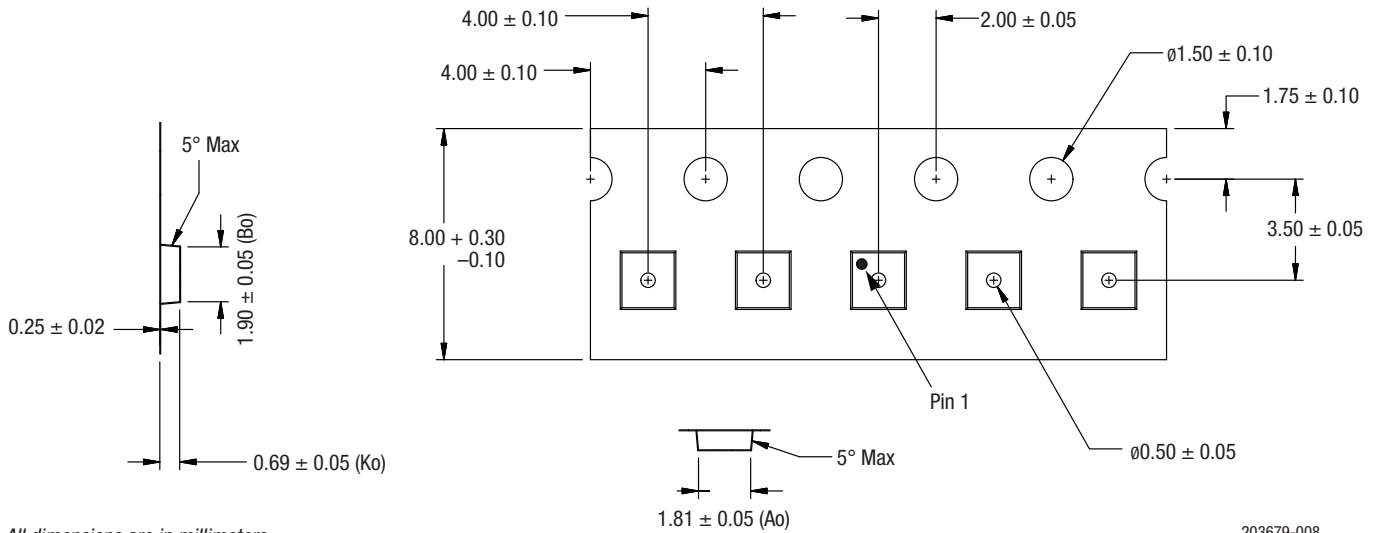 4.00 ± 0.10
2.00 ± 0.05
ø1.50 ± 0.10
4.00 ± 0.10
1.75 ± 0.10
5° Max
8.00 + 0.30
–0.10
3.50 ± 0.05
1.90 ± 0.05 (Bo)
0.25 ± 0.02
Pin 1
0.69 ± 0.05 (Ko)
5° Max
ø0.50 ± 0.05
1.81 ± 0.05 (Ao)
All dimensions are in millimeters
203679-008